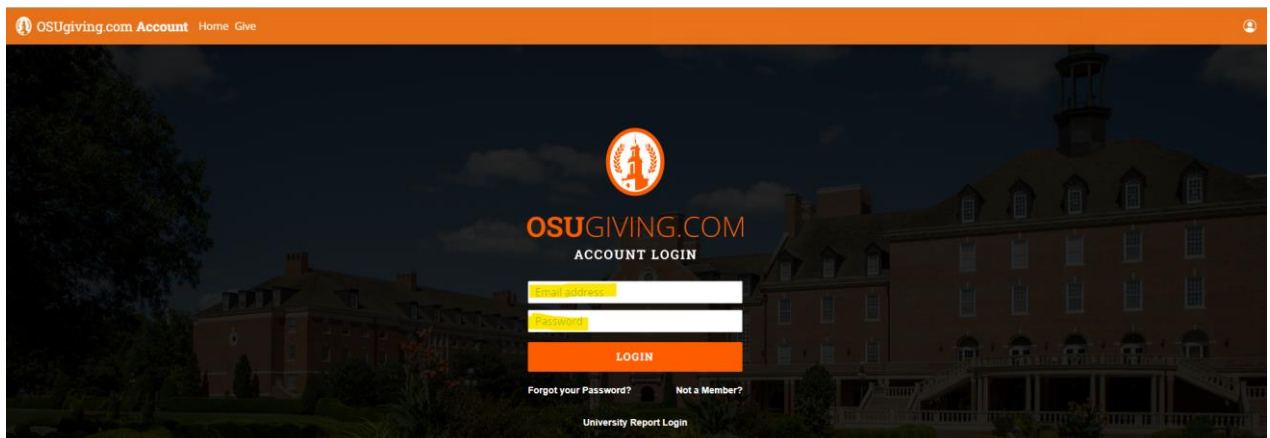 OSUgiving.com Account Home Give
OSUGIVING.COM
ACCOUNT LOGIN
Email address
Password
LOGIN
Forgot your Password? Not a Member?
University Report Login